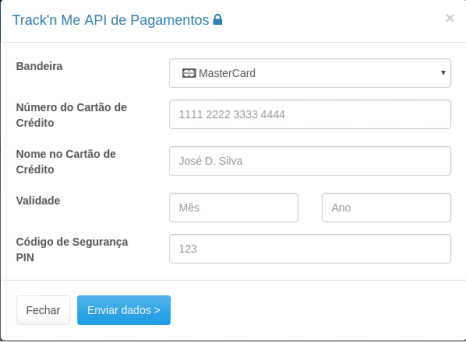 Track'n Me API de Pagamentos
×
Bandeira
MasterCard
Número do Cartão de
Crédito
1111 2222 3333 4444
Nome no Cartão de
Crédito
José D. Silva
Validade
Mês
Ano
Código de Segurança
PIN
123
Fechar
Enviar dados >